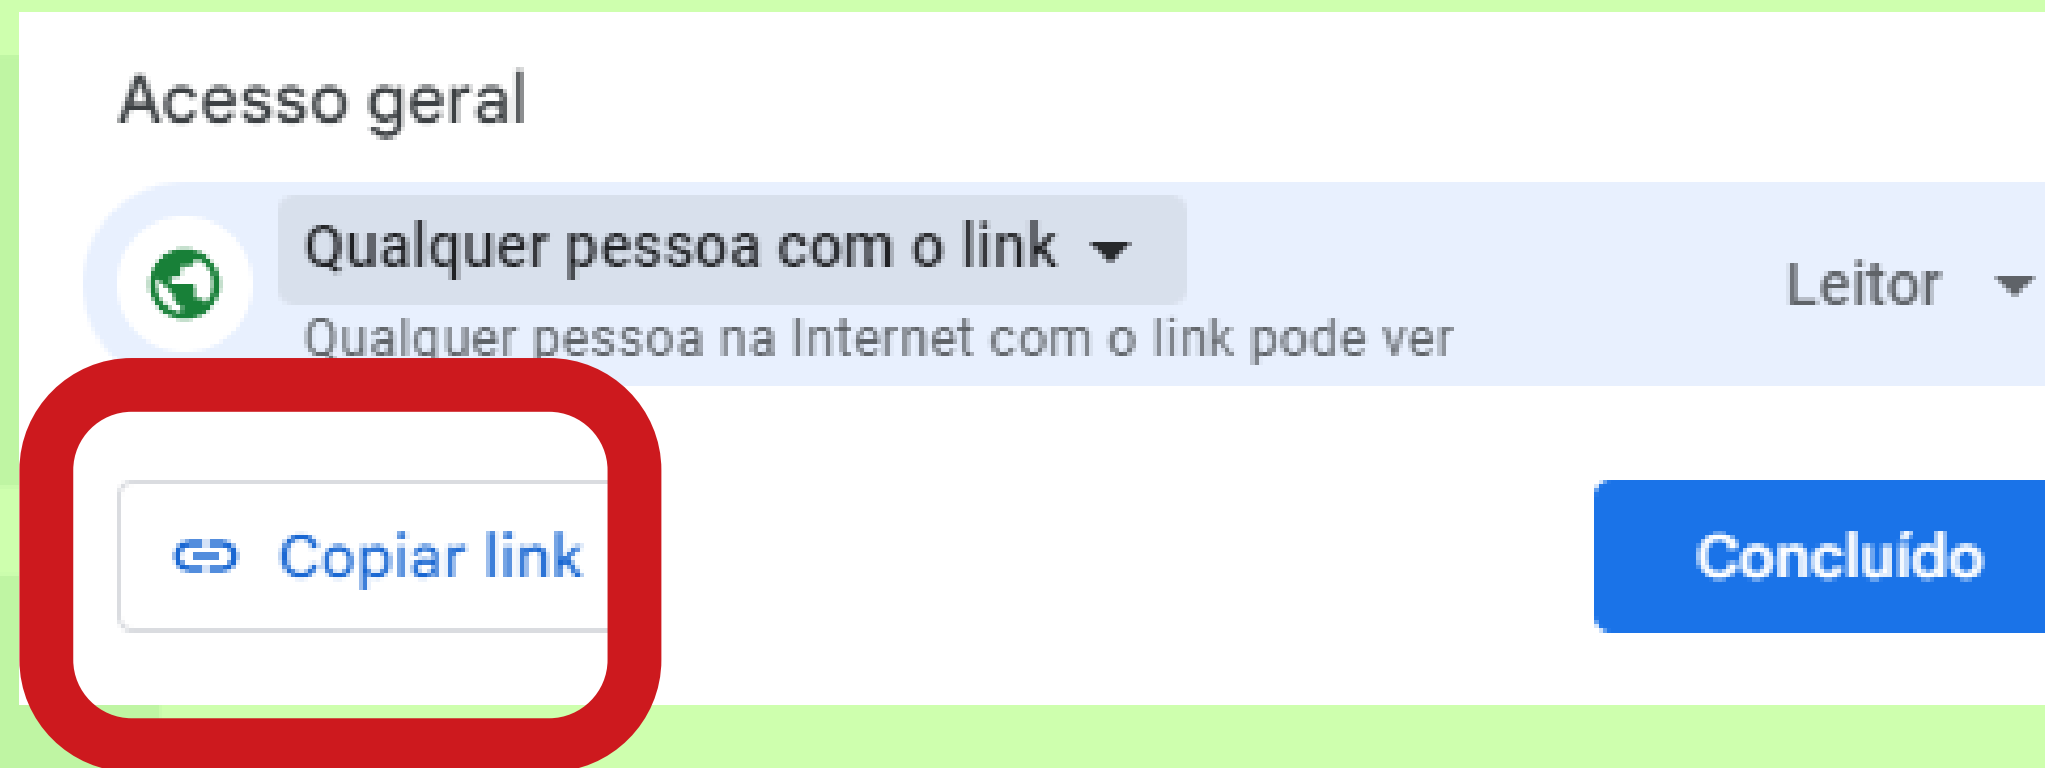 Acesso geral
Qualquer pessoa com o link
Leitor
Qualquer pessoa na Internet com o link pode ver
Copiar link
Concluído